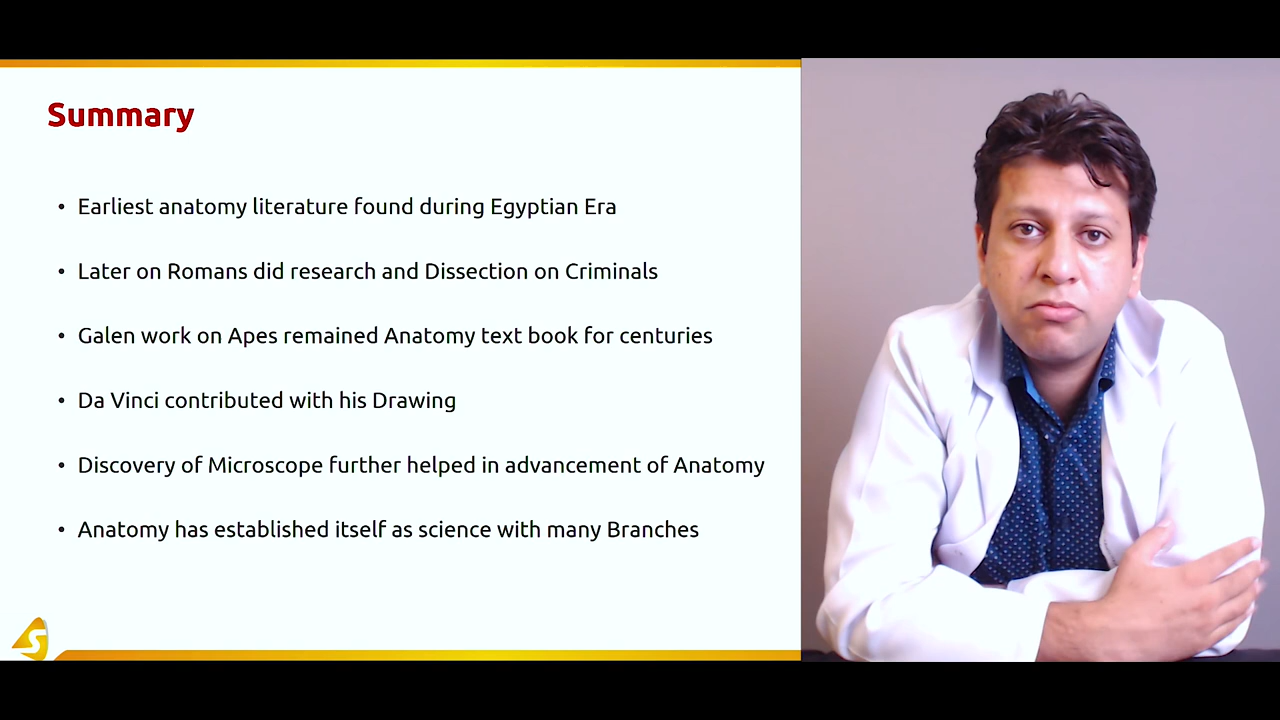 Summary
• Earliest anatomy literature found during Egyptian Era
• Later on Romans did research and Dissection on Criminals
• Galen work on Apes remained Anatomy text book for centuries
• Da Vinci contributed with his Drawing
• Discovery of Microscope further helped in advancement of Anatomy
• Anatomy has established itself as science with many Branches
S